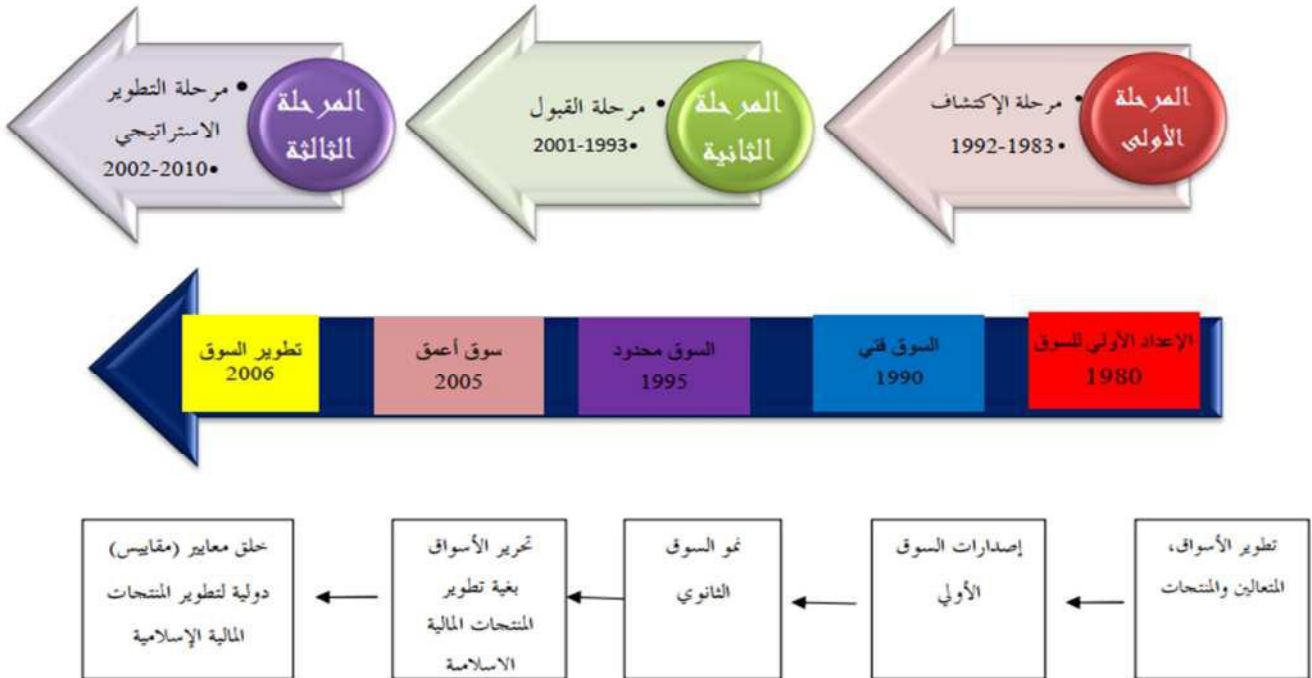 المرحلة
الأولى
• مرحلة الإكتشاف
•1992-1983
المرحلة
الثانية
• مرحلة القبول
•2001-1993
المرحلة
الثالثة
• مرحلة التطوير
الاستراتيجي
•2002-2010
الإعداد الأولي للسوق
1980
السوق فتي
1990
السوق محدود
1995
سوق أعمق
2005
تطوير السوق
2006
تطوير الأسواق،
المتعالين والمنتجات
إصدارات السوق
الأولي
نمو السوق
الثانوي
تحرير الأسواق
بغية تطوير
المنتجات المالية
الاسلامية
خلق معايير (مقاييس)
دولية لتطوير المنتجات
المالية الإسلامية